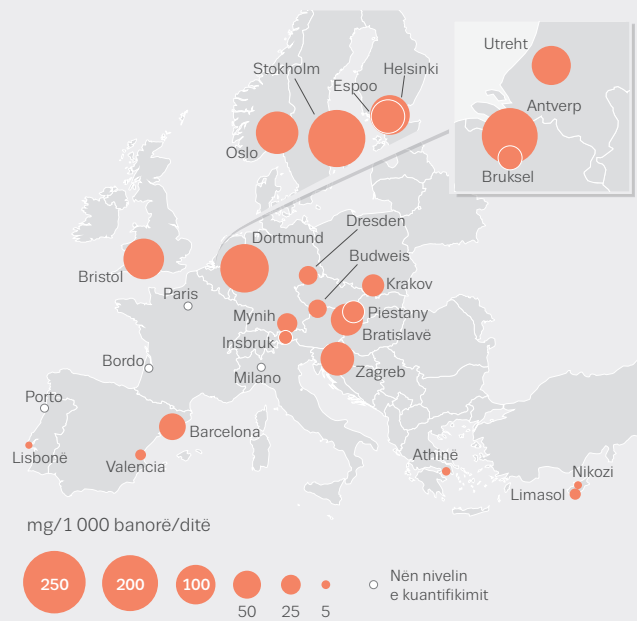 Utreht
Stokholm
Helsinki
Espoo
Antverp
Oslo
Bruksel
Dresden
Dortmund
Budweis
Bristol
Krakov
Paris
Piestany
Mynih
Bratislavë
Insbruk
Bordo
Milano
Zagreb
Porto
Barcelona
Lisbonë
Valencia
Athinë
Nikozi
Limasol
mg/1 000 banorë/ditë
250 200 100
50 25 5
Nën nivelin
e kuantifikimit